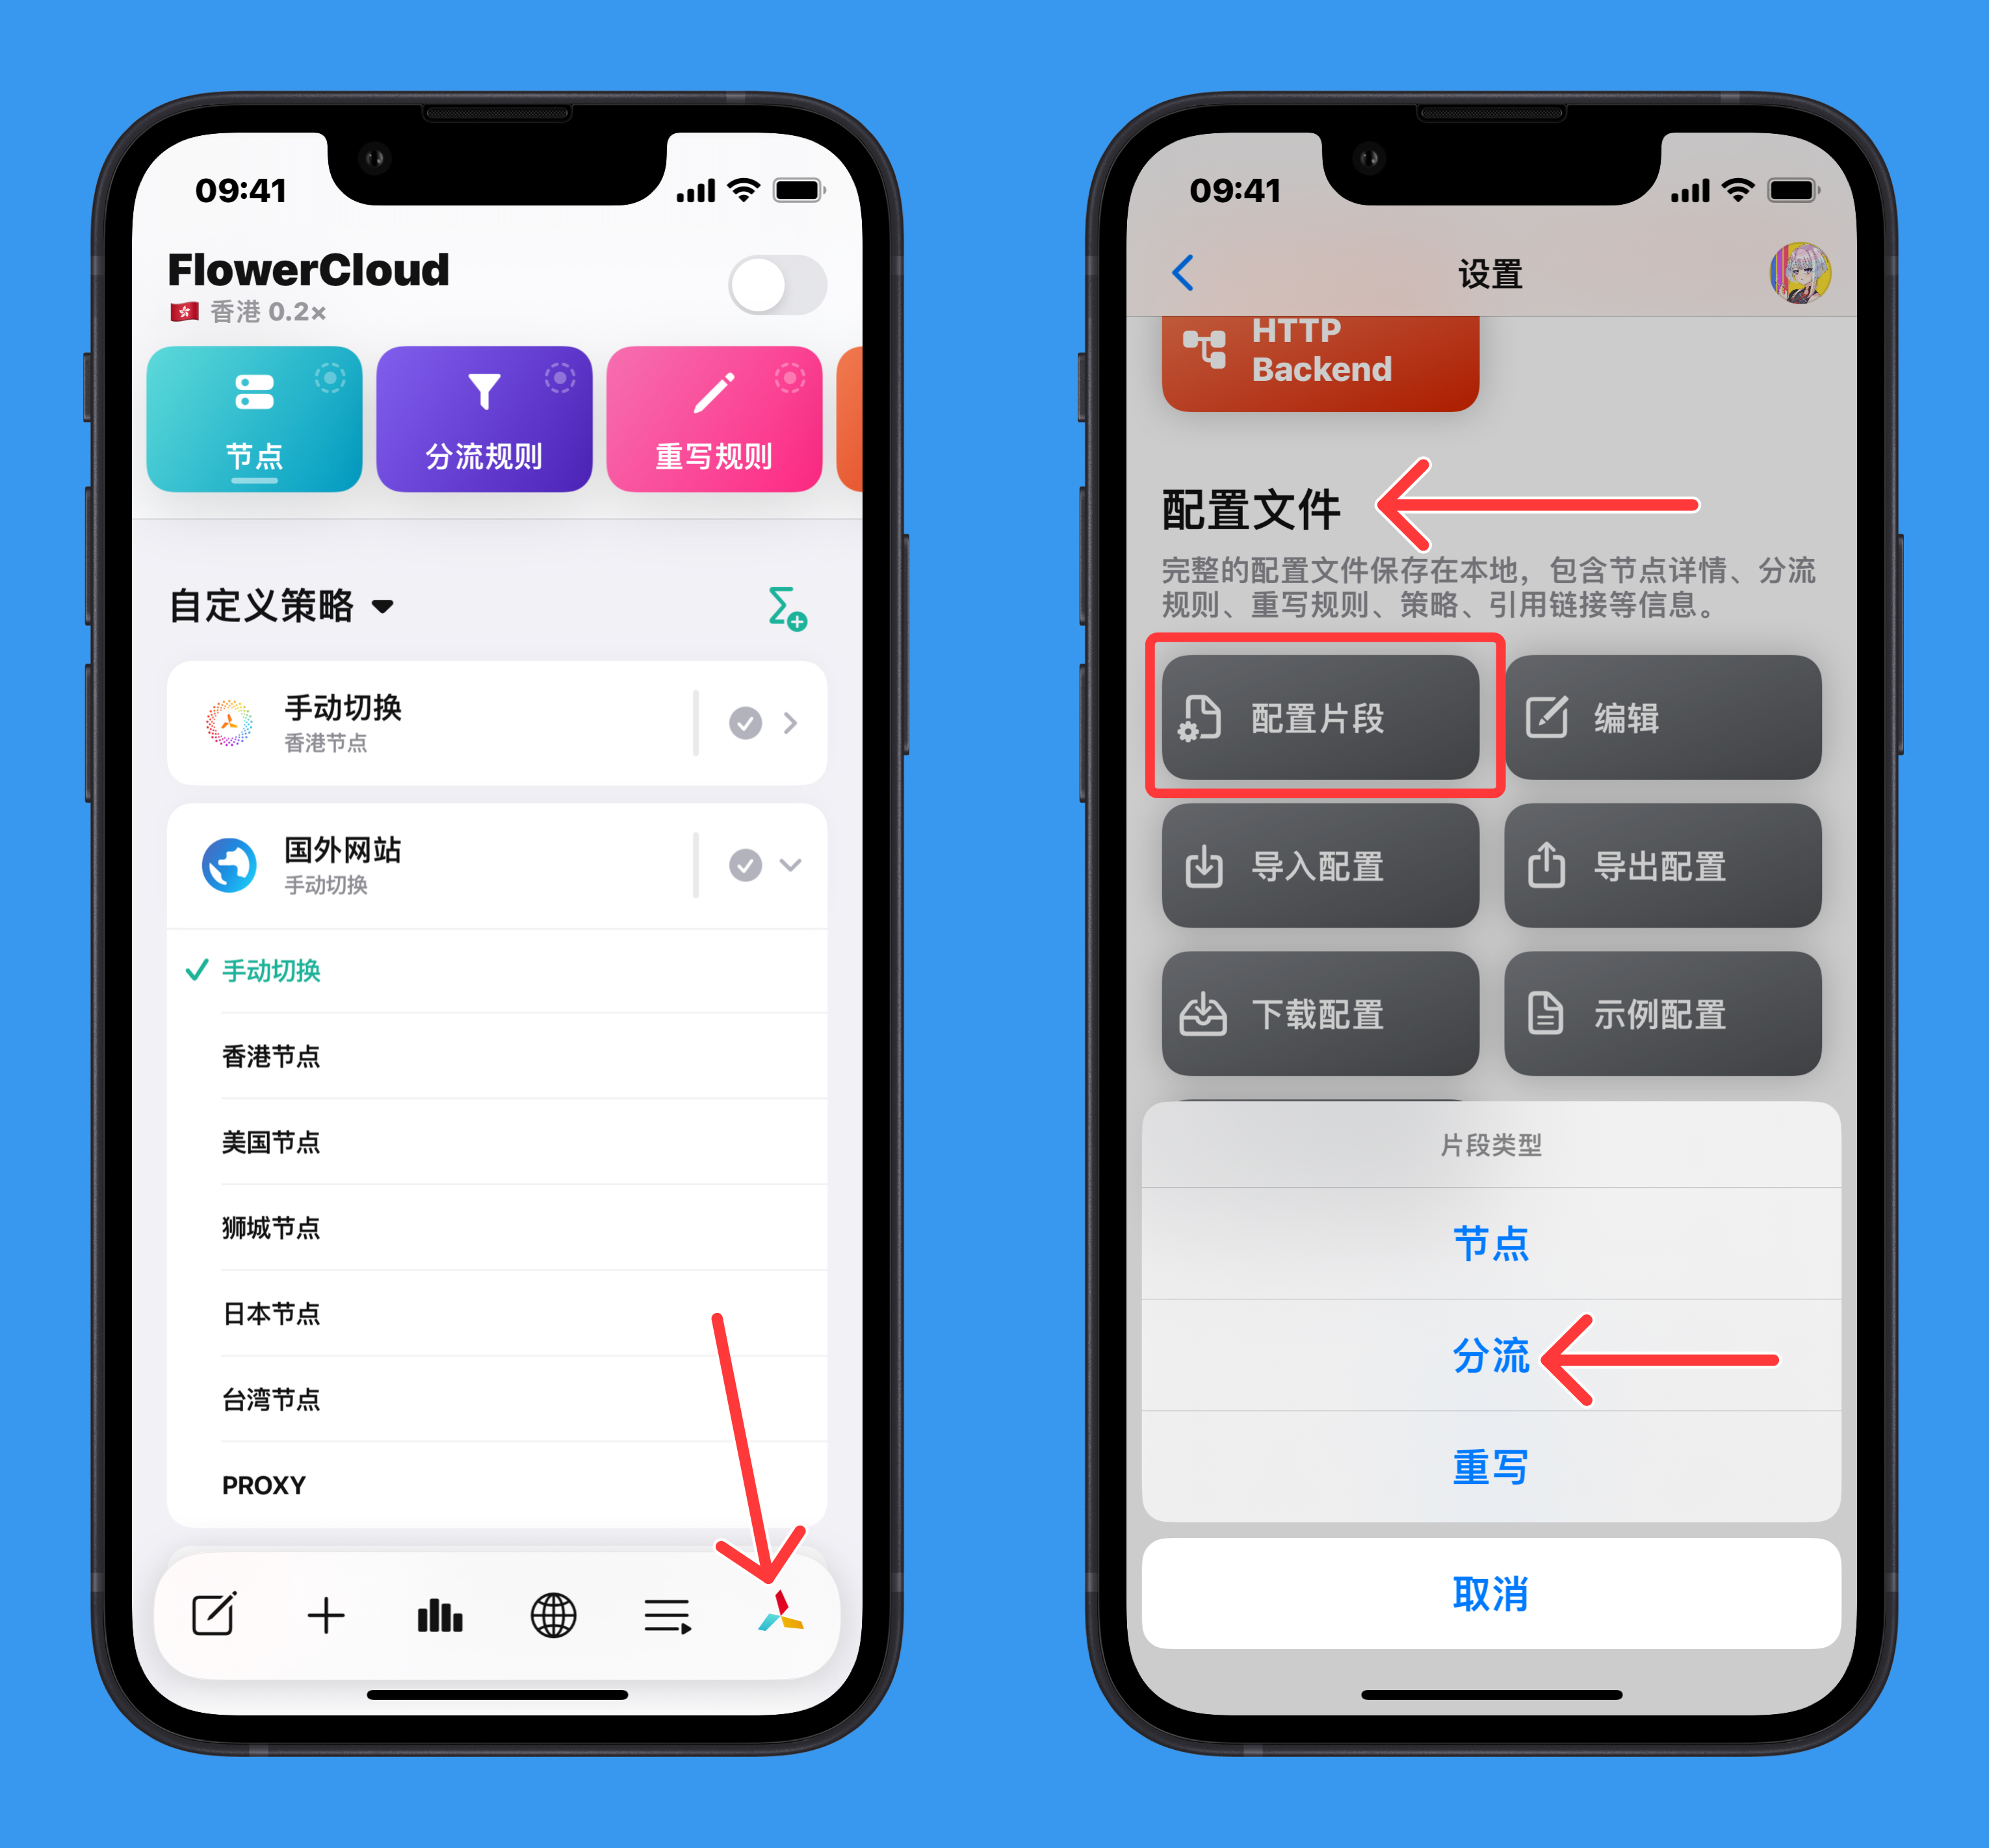 09:41
FlowerCloud
🇭🇰 香港 0.2×
节点
分流规则
重写规则
自定义策略
手动切换
香港节点
国外网站
手动切换
手动切换
香港节点
美国节点
狮城节点
日本节点
台湾节点
PROXY
09:41
设置
HTTP
Backend
配置文件
完整的配置文件保存在本地，包含节点详情、分流
规则、重写规则、策略、引用链接等信息。
配置片段
编辑
导入配置
导出配置
下载配置
示例配置
片段类型
节点
分流
重写
取消